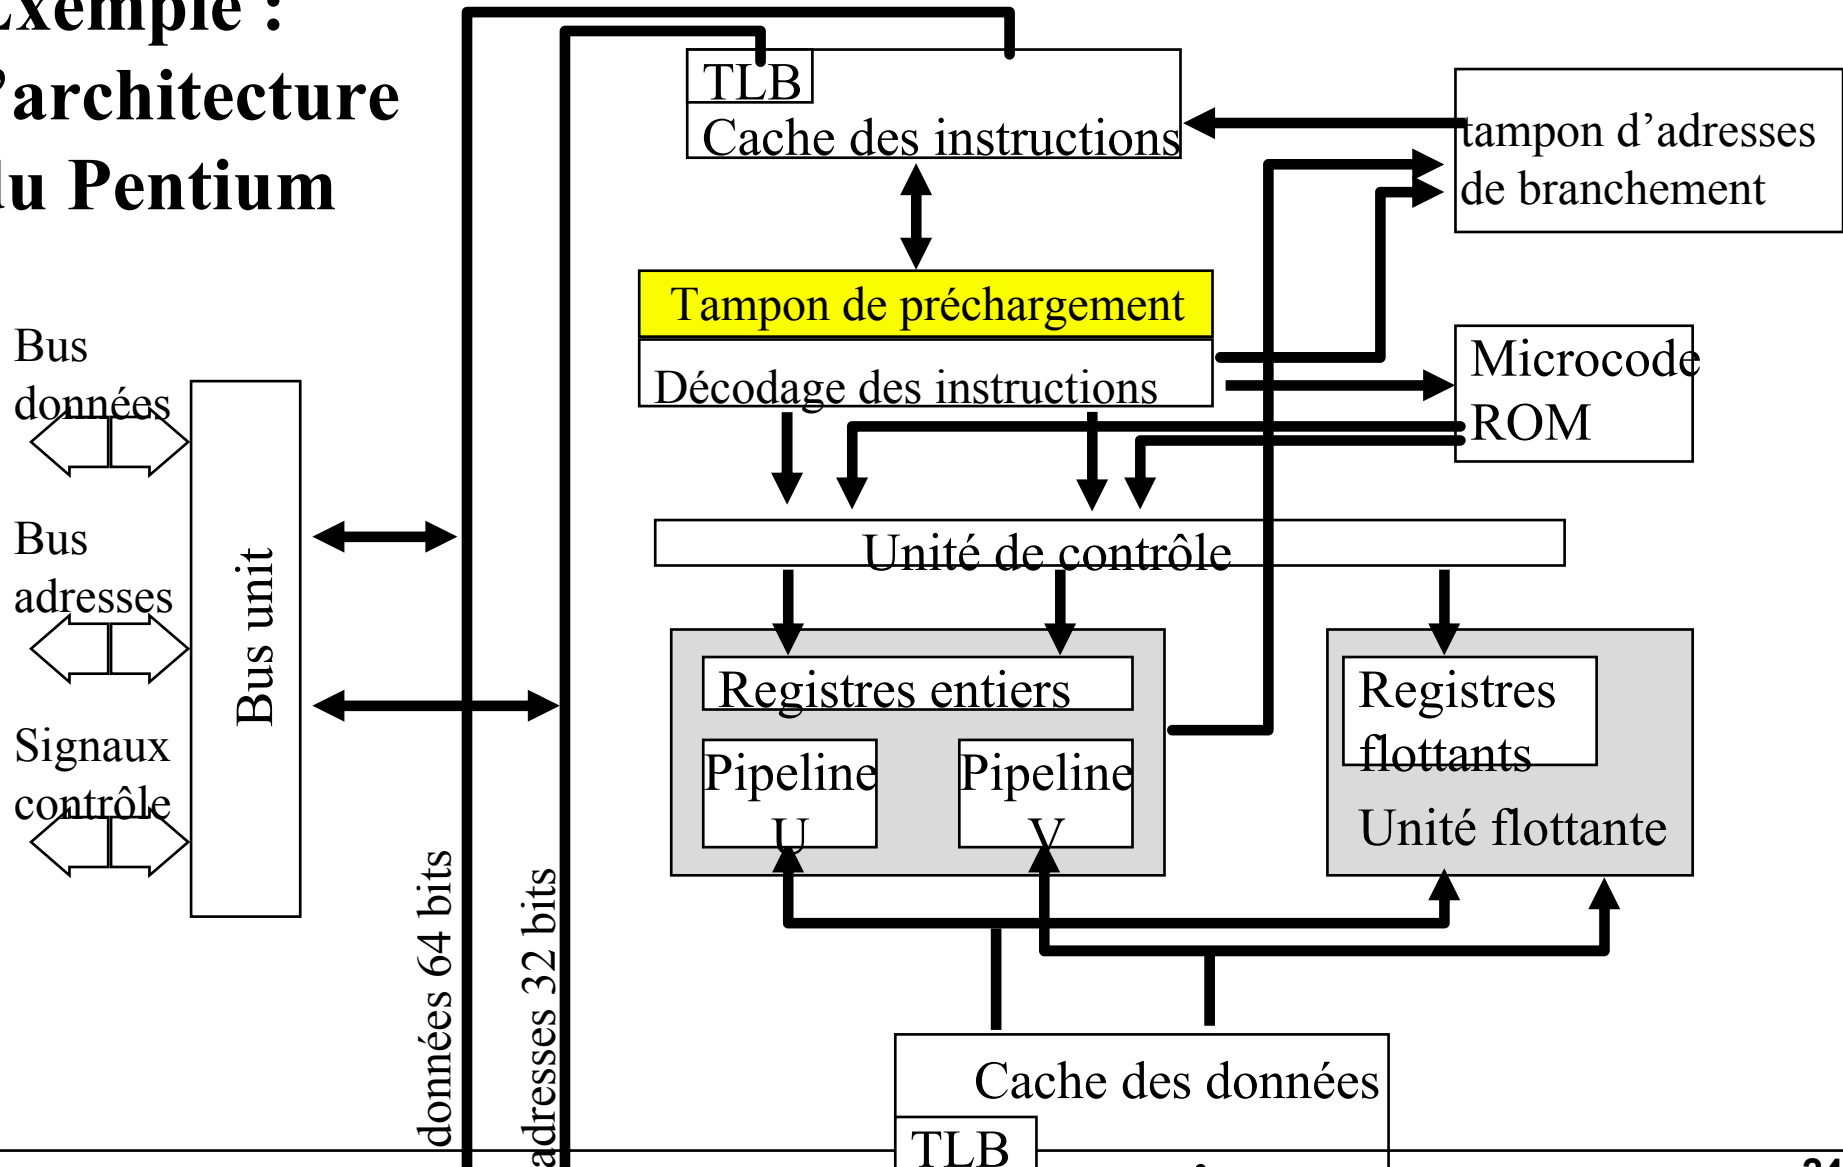 Exemple :
l’architecture
du Pentium
TLB
Cache des instructions
tampon d’adresses
de branchement
Tampon de préchargement
Décodage des instructions
Microcode
ROM
Bus
données
Bus
adresses
Signaux
contrôle
Bus unit
données 64 bits
adresses 32 bits
Unité de contrôle
Registres entiers
Pipeline
U
Pipeline
V
Registres
flottants
Unité flottante
Cache des données
TLB